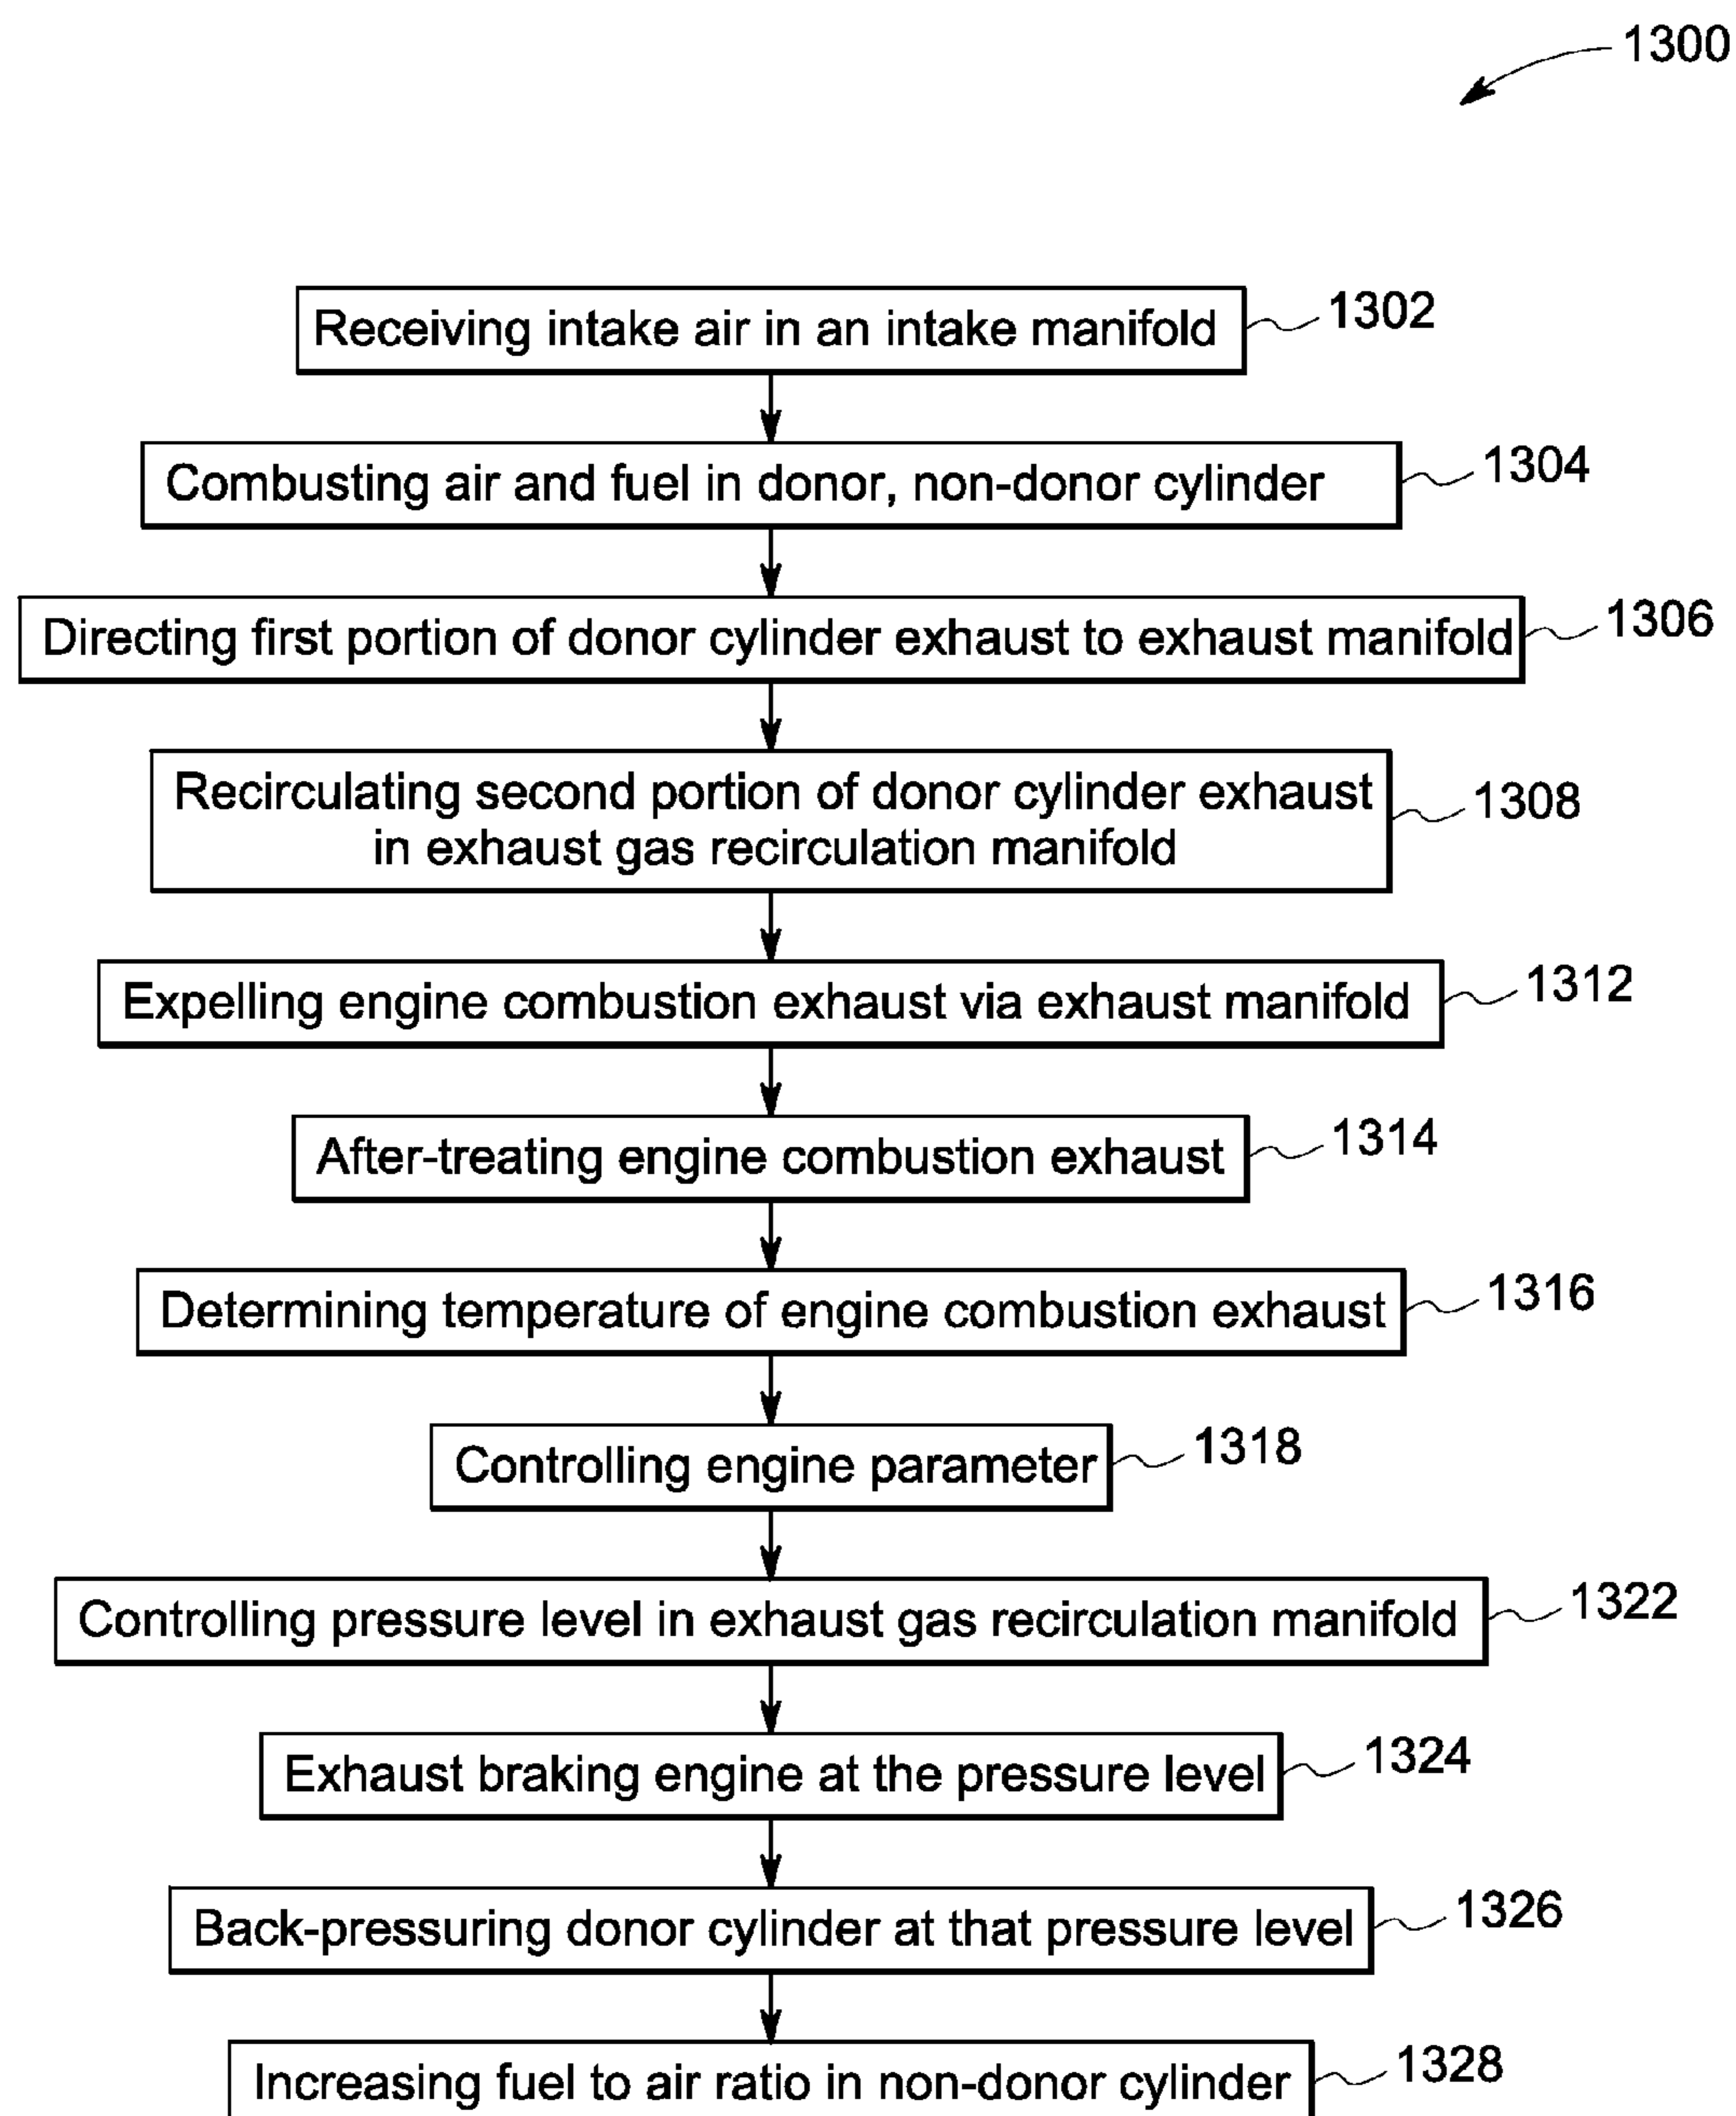 1300
Receiving intake air in an intake manifold 1302
Combusting air and fuel in donor, non-donor cylinder 1304
Directing first portion of donor cylinder exhaust to exhaust manifold 1306
Recirculating second portion of donor cylinder exhaust
in exhaust gas recirculation manifold 1308
Expelling engine combustion exhaust via exhaust manifold 1312
After-treating engine combustion exhaust 1314
Determining temperature of engine combustion exhaust 1316
Controlling engine parameter 1318
Controlling pressure level in exhaust gas recirculation manifold 1322
Exhaust braking engine at the pressure level 1324
Back-pressuring donor cylinder at that pressure level 1326
Increasing fuel to air ratio in non-donor cylinder 1328